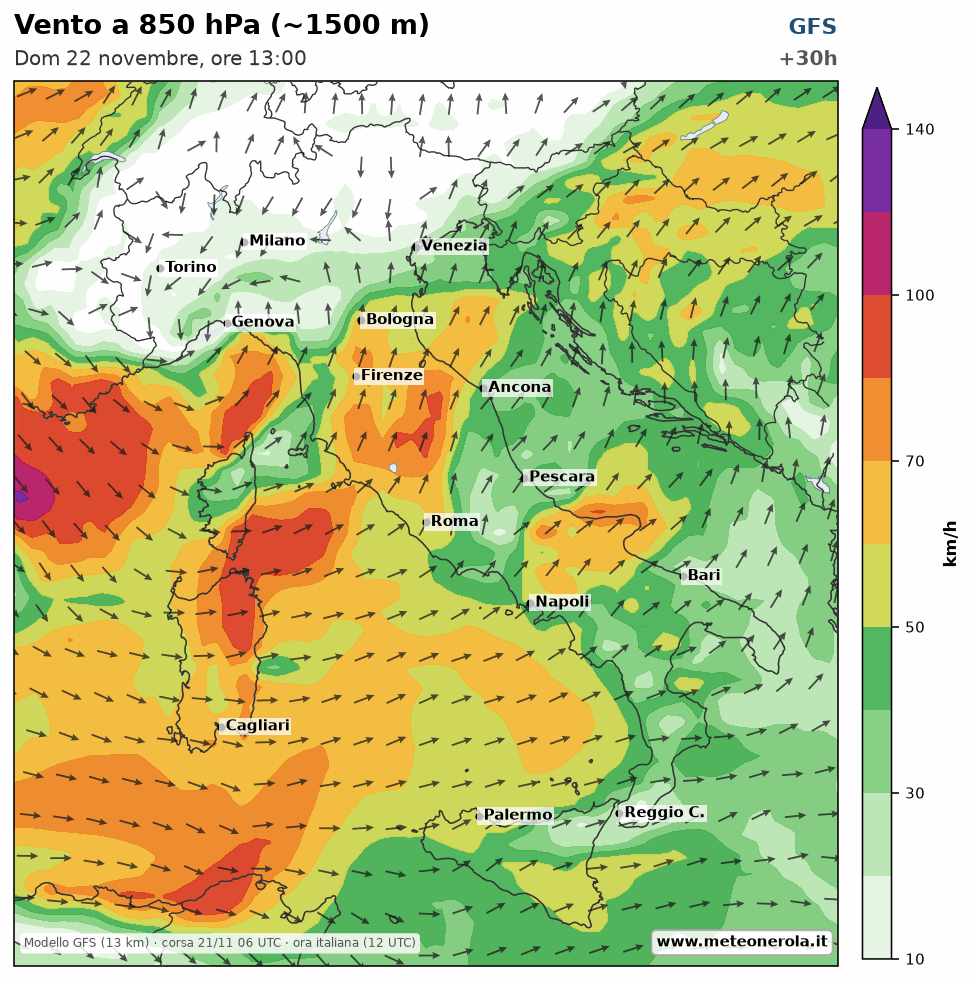 Vento a 850 hPa (~1500 m)
GFS
Dom 22 novembre, ore 13:00
+30h
140
100
70
50
30
10
km/h
Milano
Venezia
Torino
Genova
Bologna
Firenze
Ancona
Pescara
Roma
Bari
Napoli
Cagliari
Palermo
Reggio C.
Modello GFS (13 km) · corsa 21/11 06 UTC · ora italiana (12 UTC)
www.meteonerola.it